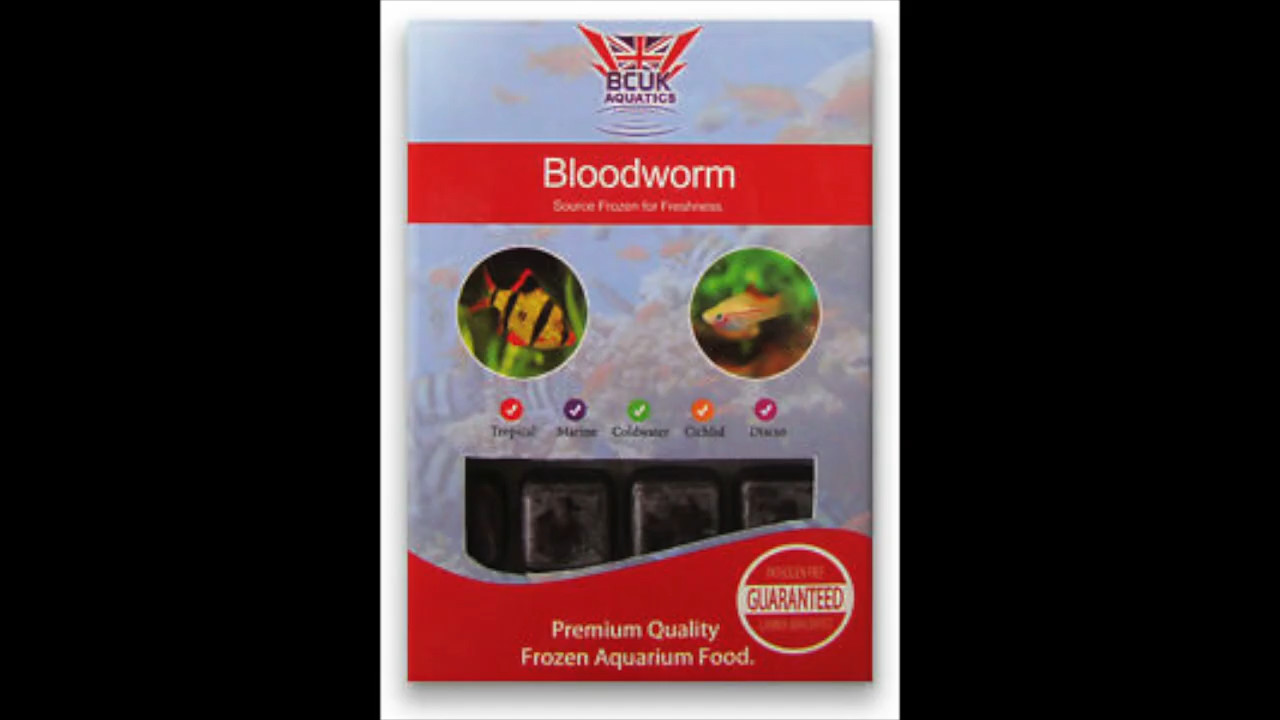 BCUK
AQUATICS
Bloodworm
Source Frozen for Freshness
Tropical Marine Coldwater Cichlid Discus
GUARANTEED
Premium Quality
Frozen Aquarium Food.